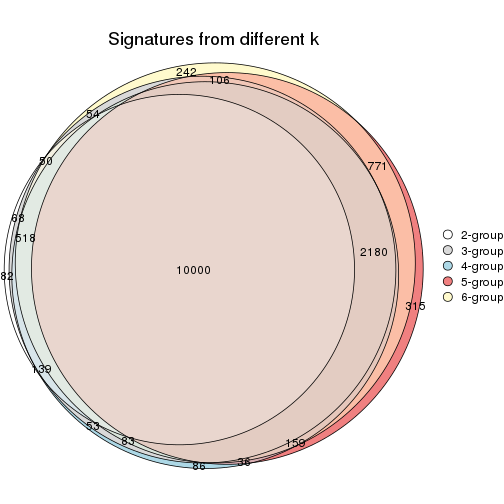 Signatures from different k
242
106
54
771
50
68
518
2180
82
10000
315
139
53
83
159
36
86
2-group
3-group
4-group
5-group
6-group